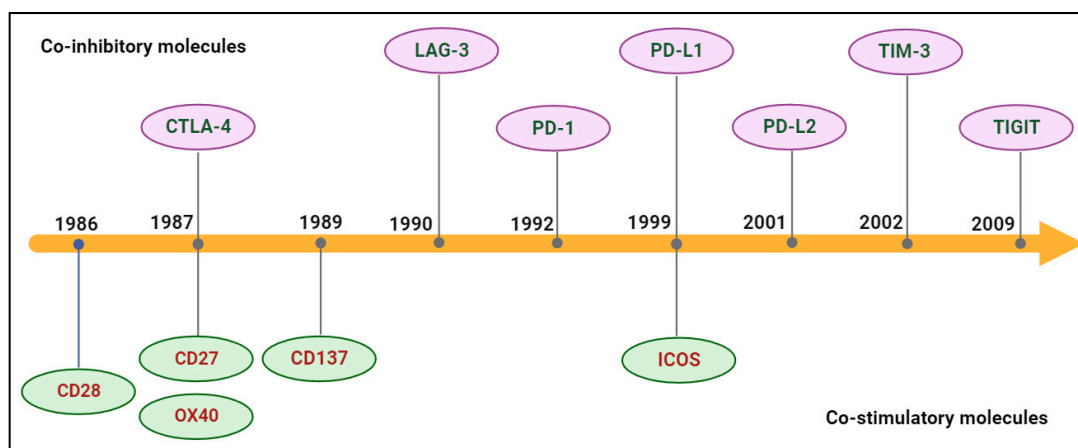 Co-inhibitory molecules
LAG-3
PD-L1
TIM-3
CTLA-4
PD-1
PD-L2
TIGIT
1986
1987
1989
1990
1992
1999
2001
2002
2009
CD27
CD137
ICOS
CD28
OX40
Co-stimulatory molecules